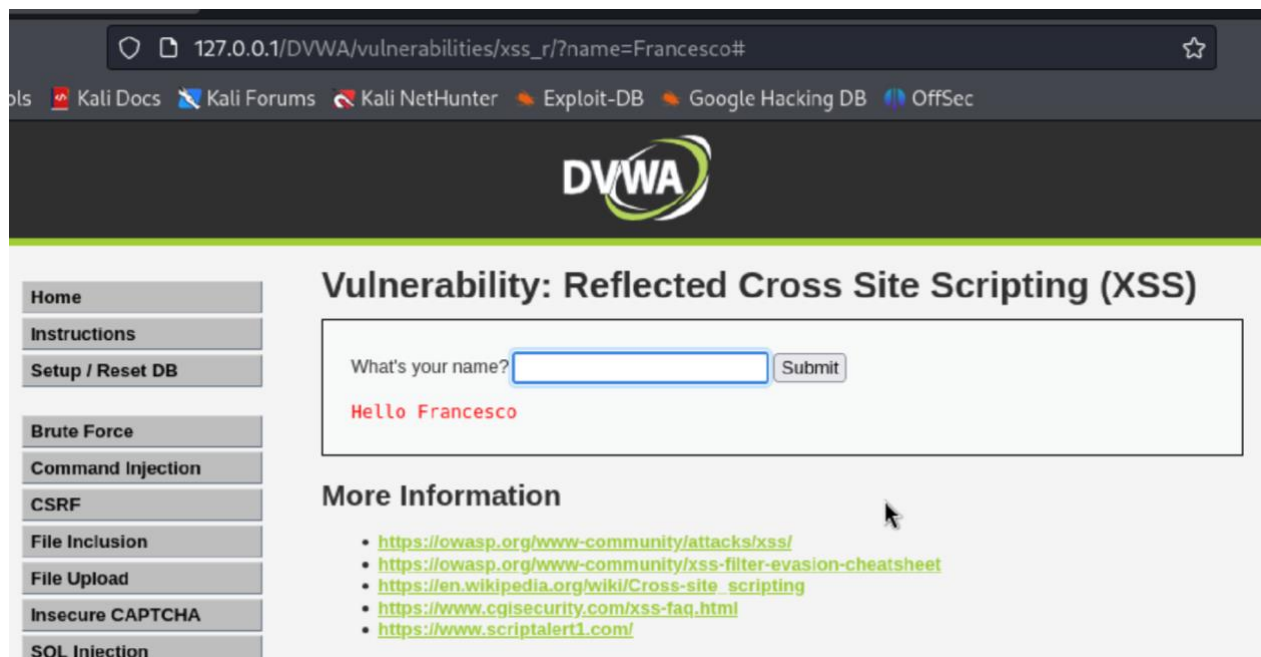 127.0.0.1/DVWA/vulnerabilities/xss_r/?name=Francesco#
ols Kali Docs Kali Forums Kali NetHunter Exploit-DB Google Hacking DB OffSec
DVWA
Home
Instructions
Setup / Reset DB
Brute Force
Command Injection
CSRF
File Inclusion
File Upload
Insecure CAPTCHA
SQL Injection
Vulnerability: Reflected Cross Site Scripting (XSS)
What's your name? Submit
Hello Francesco
More Information
• https://owasp.org/www-community/attacks/xss/
• https://owasp.org/www-community/xss-filter-evasion-cheatsheet
• https://en.wikipedia.org/wiki/Cross-site_scripting
• https://www.cgisecurity.com/xss-faq.html
• https://www.scriptalert1.com/